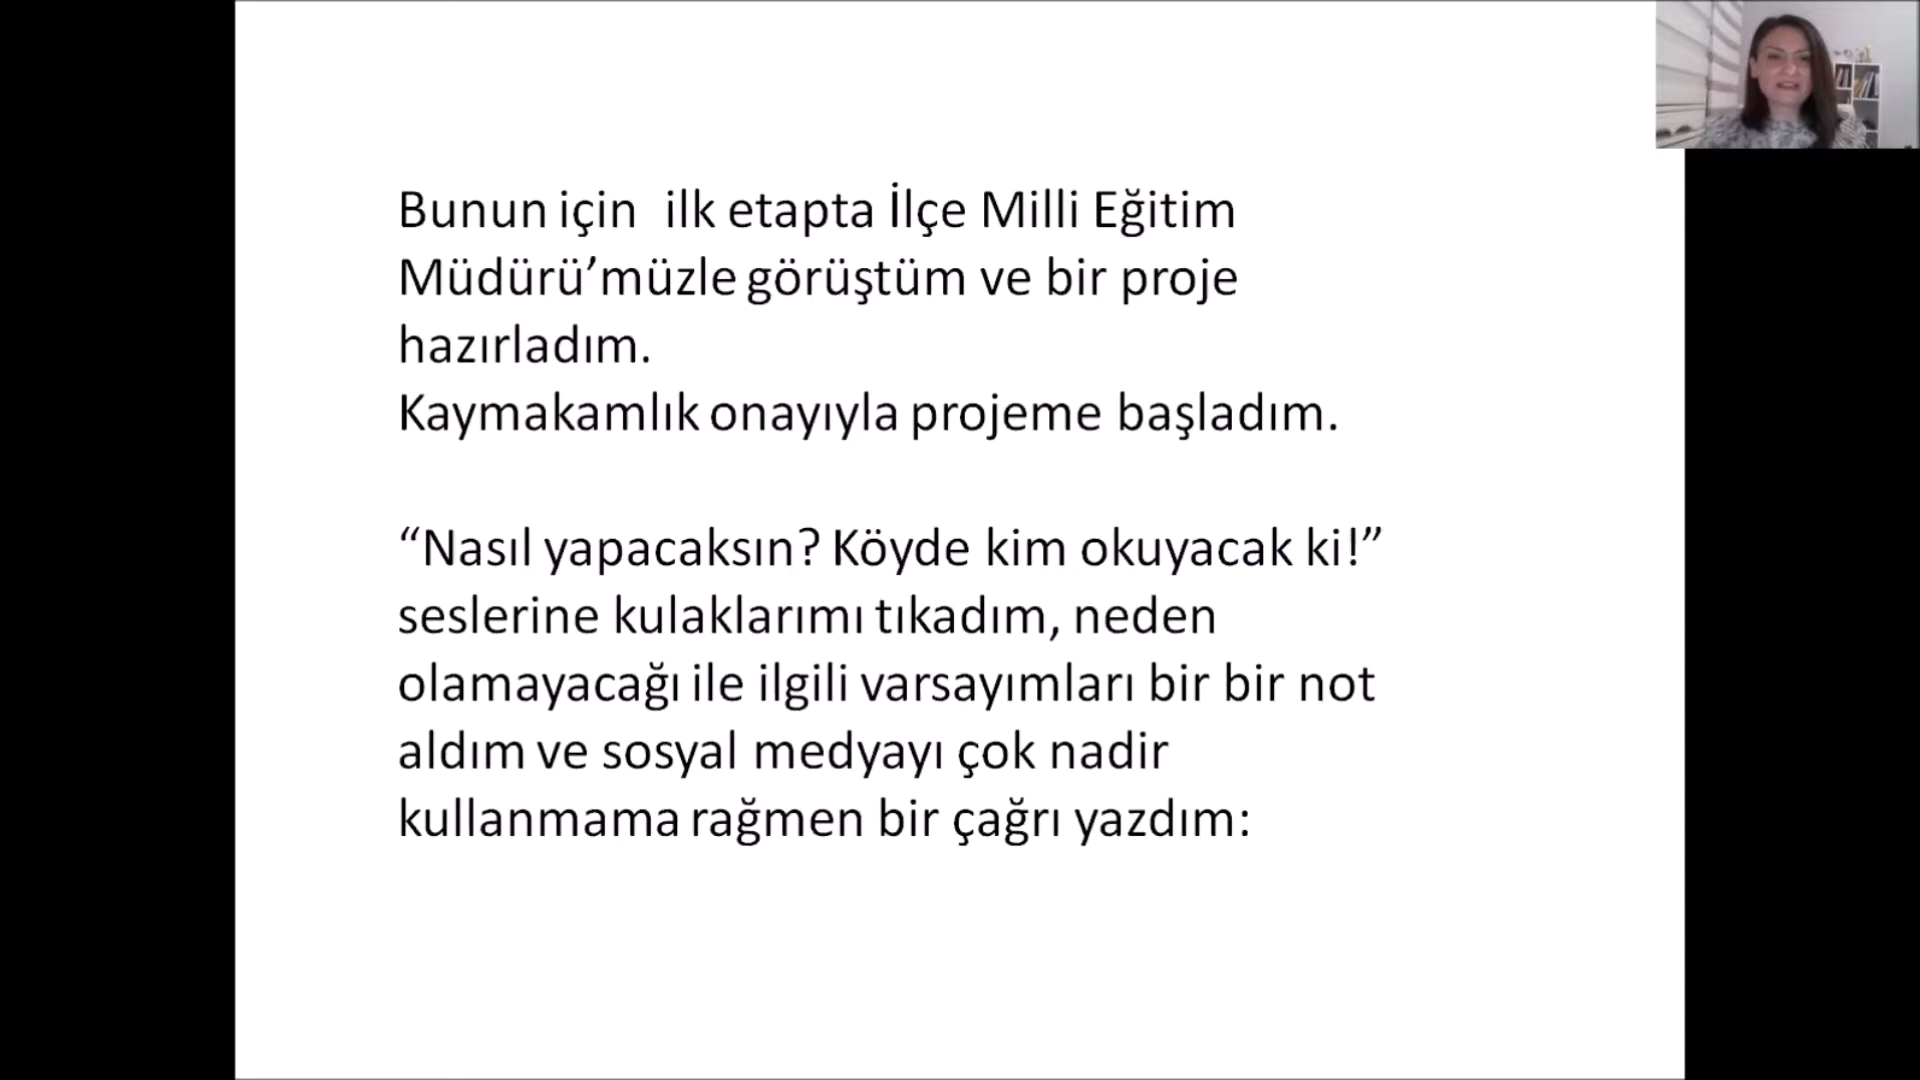 Bunun için ilk etapta İlçe Milli Eğitim
Müdürü’müzle görüştüm ve bir proje
hazırladım.
Kaymakamlık onayıyla projeme başladım.
“Nasıl yapacaksın? Köyde kim okuyacak ki!”
seslerine kulaklarımı tıkadım, neden
olamayacağı ile ilgili varsayımları bir bir not
aldım ve sosyal medyayı çok nadir
kullanmama rağmen bir çağrı yazdım: